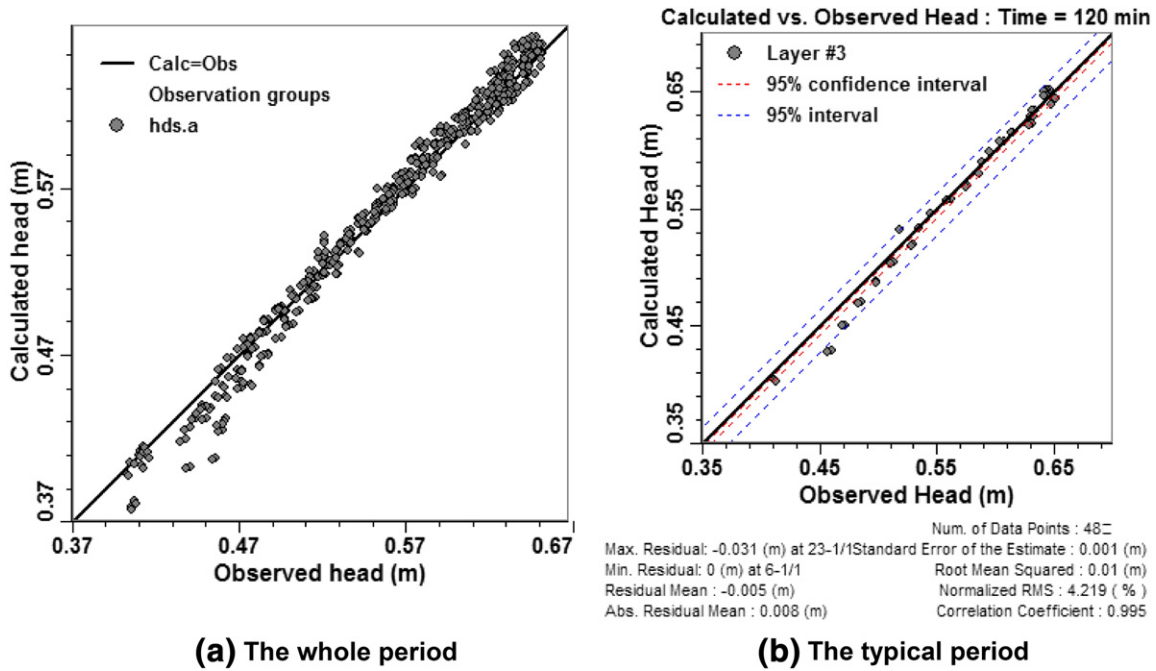 Calc=Obs
Observation groups
hds.a
Calculated head (m)
0.57
0.47
0.37
0.37
0.47
0.57
0.67
Observed head (m)
(a) The whole period
Calculated vs. Observed Head : Time = 120 min
Layer #3
95% confidence interval
95% interval
Calculated Head (m)
0.65
0.55
0.45
0.35
0.35
0.45
0.55
0.65
Observed Head (m)
Num. of Data Points : 48
Max. Residual: -0.031 (m) at 23-1/1Standard Error of the Estimate : 0.001 (m)
Min. Residual: 0 (m) at 6-1/1
Root Mean Squared : 0.01 (m)
Residual Mean : -0.005 (m)
Normalized RMS : 4.219 ( % )
Abs. Residual Mean : 0.008 (m)
Correlation Coefficient : 0.995
(b) The typical period